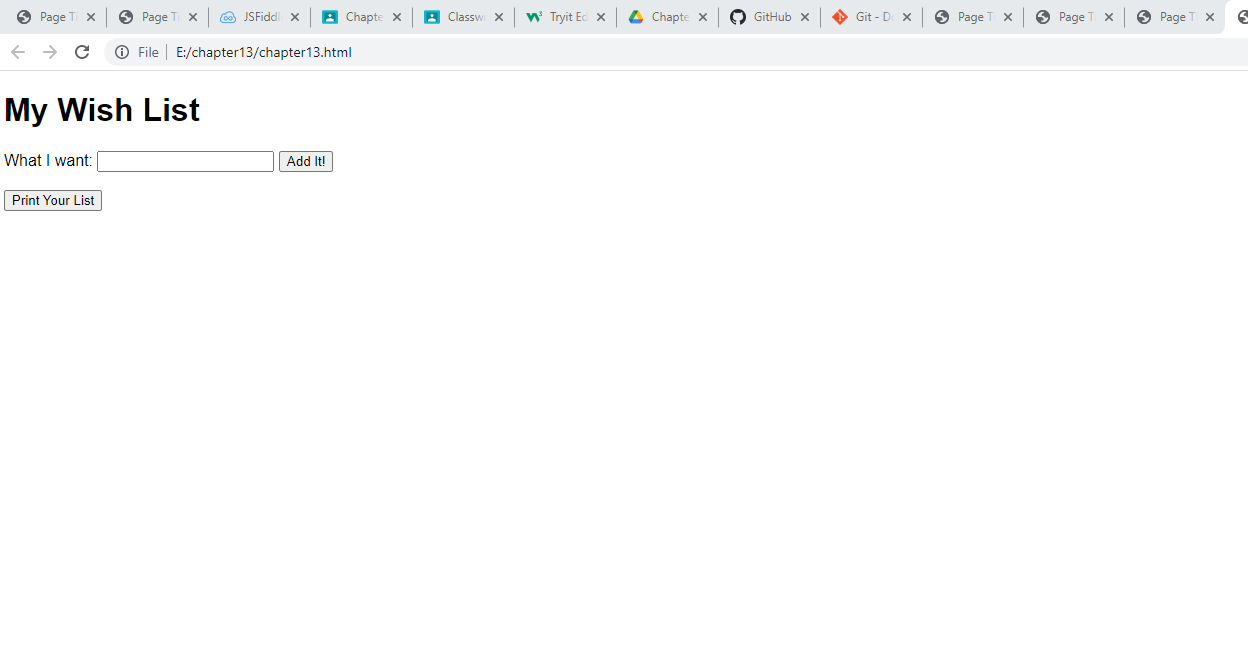 Page Ti Page Ti JSFiddl Chapte Classw Tryit Ed Chapte GitHub Git - Do Page Ti Page Ti Page Ti
File E:/chapter13/chapter13.html
My Wish List
What I want: Add It!
Print Your List